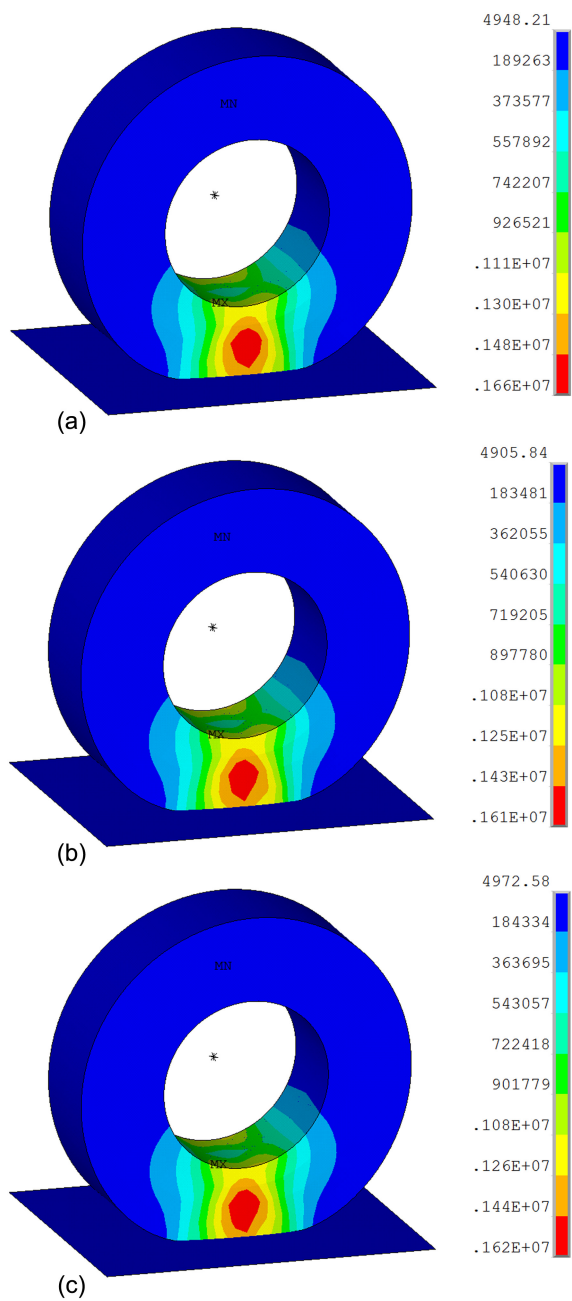 4948.21
189263
373577
557892
742207
926521
.111E+07
.130E+07
.148E+07
.166E+07
MN
*
MX
(a)
4905.84
183481
362055
540630
719205
897780
.108E+07
.125E+07
.143E+07
.161E+07
MN
*
MX
(b)
4972.58
184334
363695
543057
722418
901779
.108E+07
.126E+07
.144E+07
.162E+07
MN
*
MX
(c)